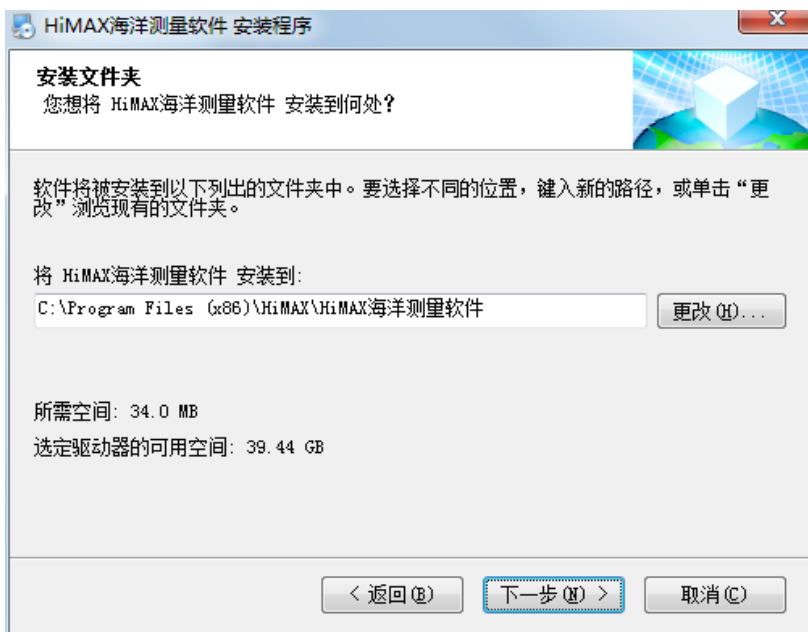 HiMAX海洋测量软件 安装程序
安装文件夹
您想将 HiMAX海洋测量软件 安装到何处?
软件将被安装到以下列出的文件夹中。要选择不同的位置，键入新的路径，或单击“更
改”浏览现有的文件夹。
将 HiMAX海洋测量软件 安装到:
C:\Program Files (x86)\HiMAX\HiMAX海洋测量软件
更改(H)...
所需空间: 34.0 MB
选定驱动器的可用空间: 39.44 GB
< 返回(B)
下一步(N) >
取消(C)